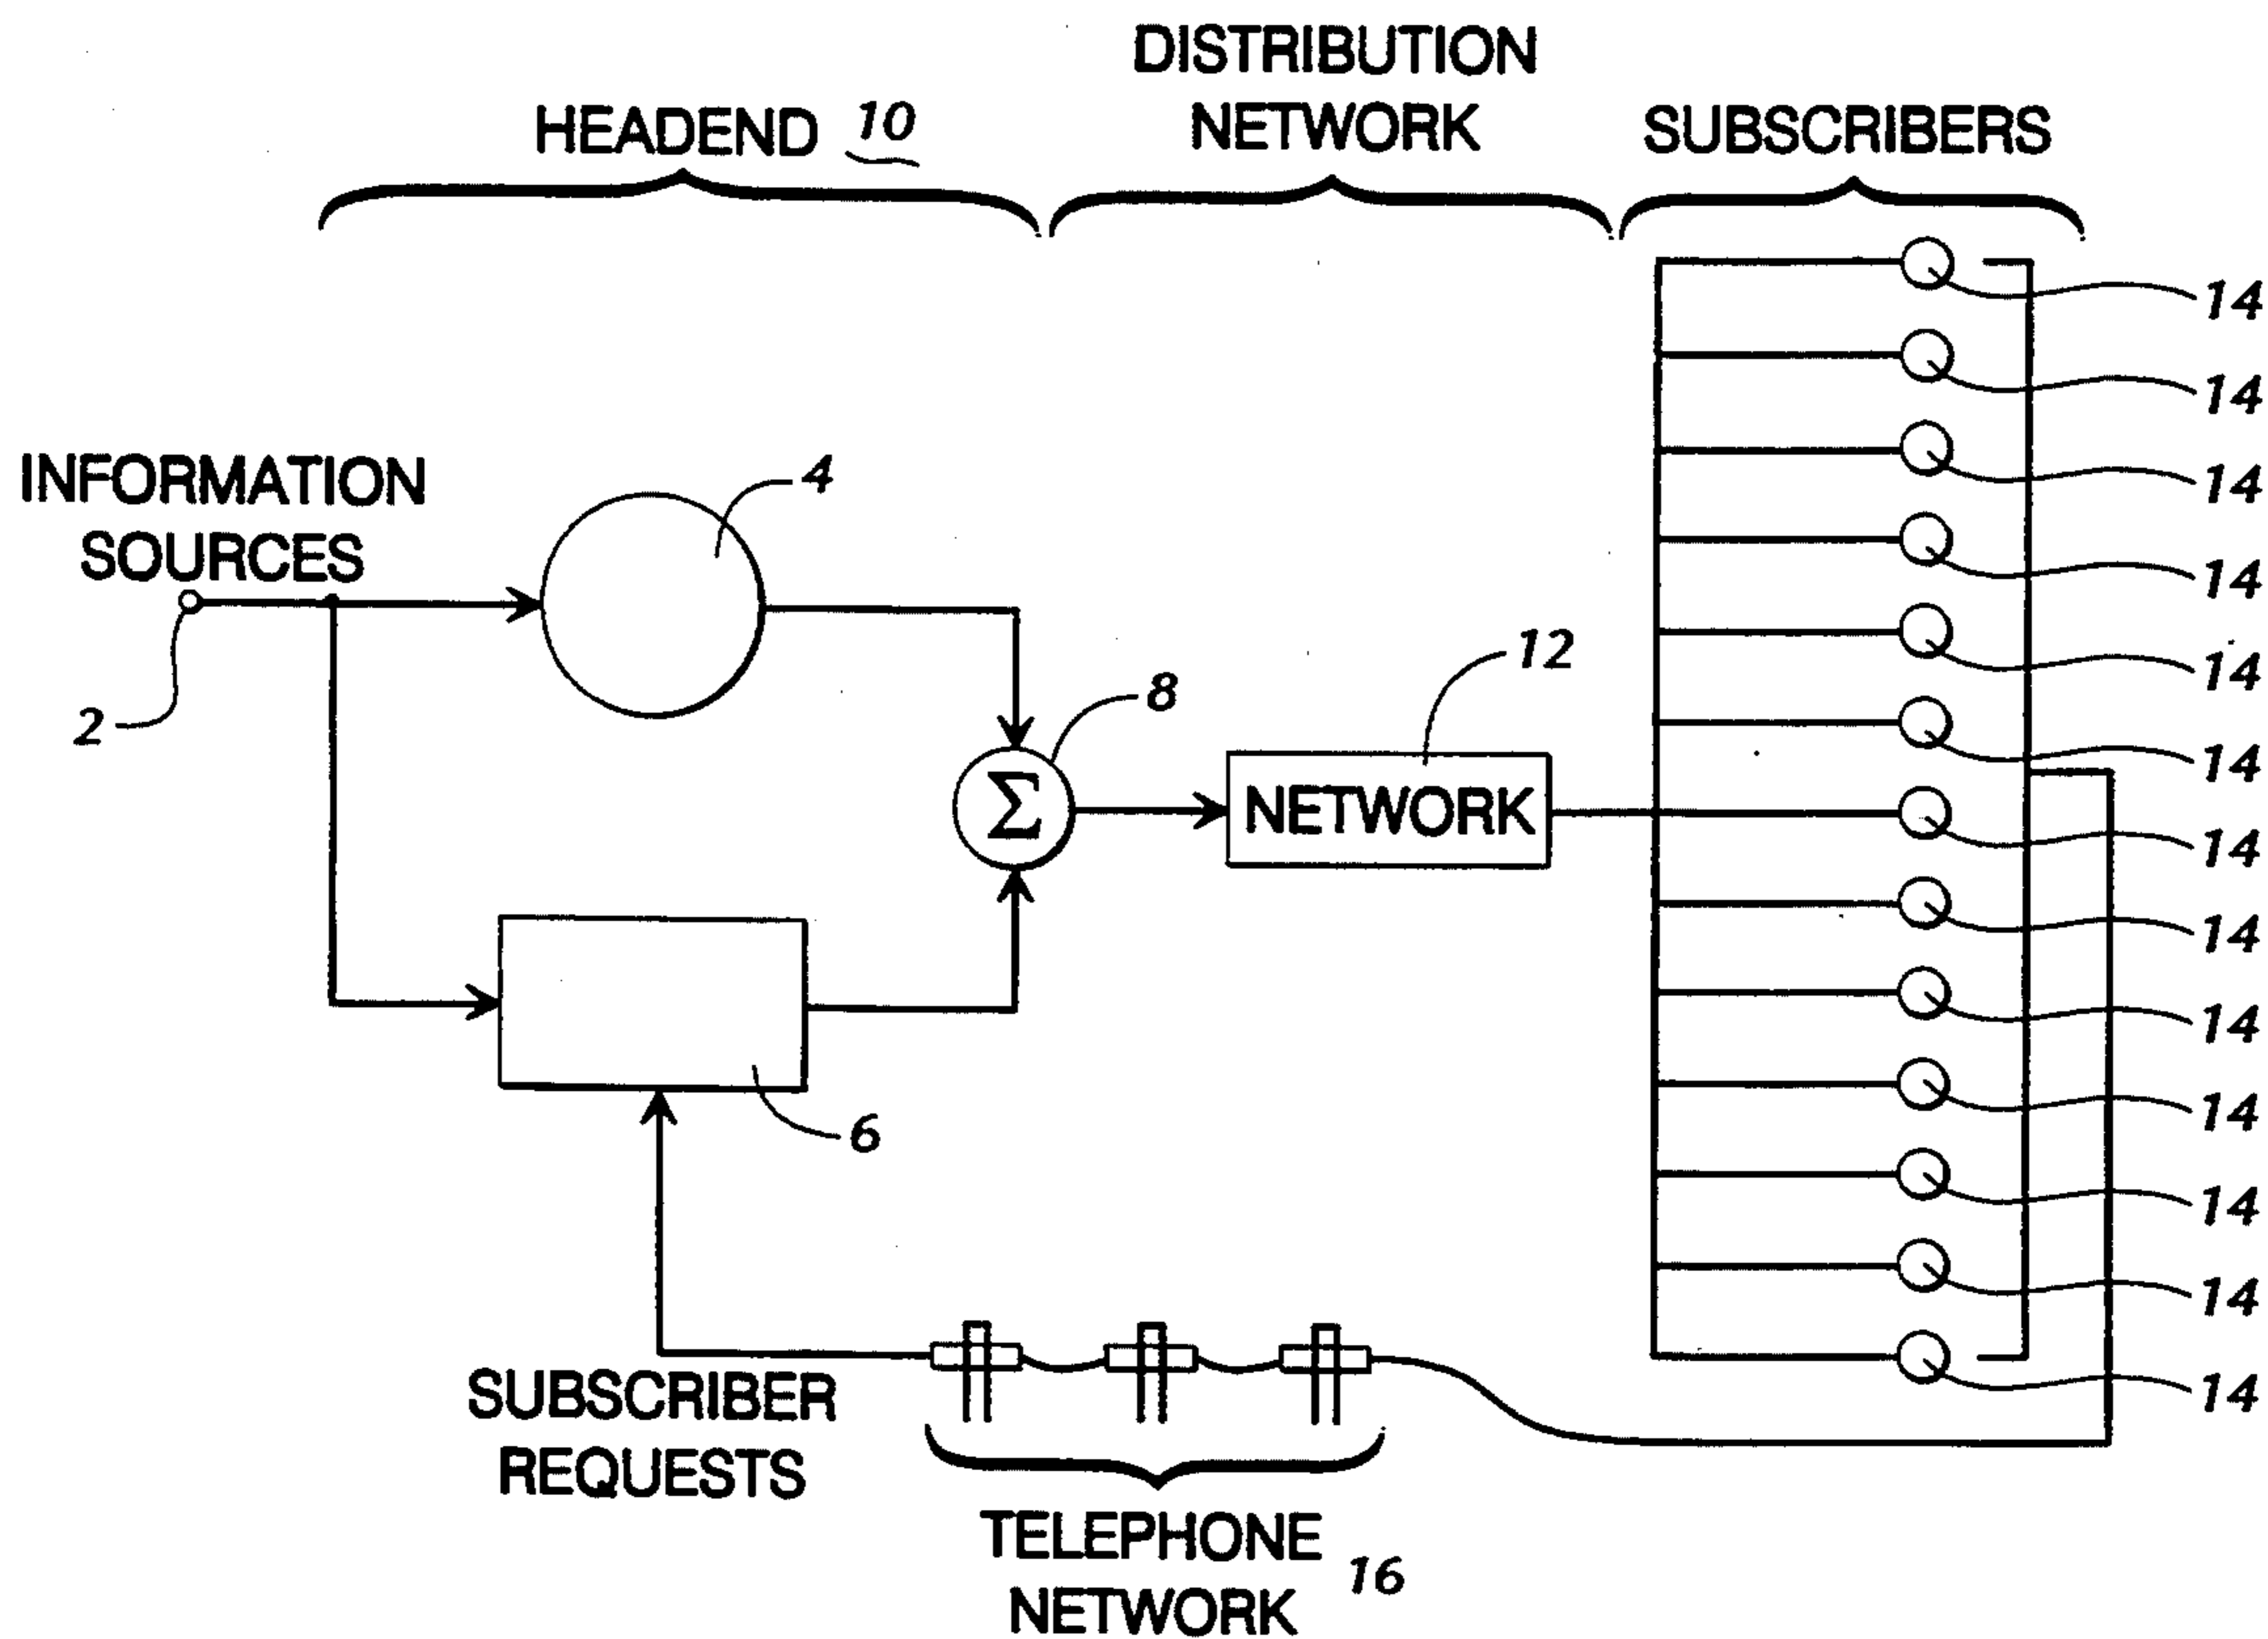 DISTRIBUTION
NETWORK
HEADEND 10
SUBSCRIBERS
14
14
14
14
14
14
14
14
14
14
14
14
14
INFORMATION
SOURCES
2
4
8
Σ
12
NETWORK
6
SUBSCRIBER
REQUESTS
TELEPHONE
NETWORK 16